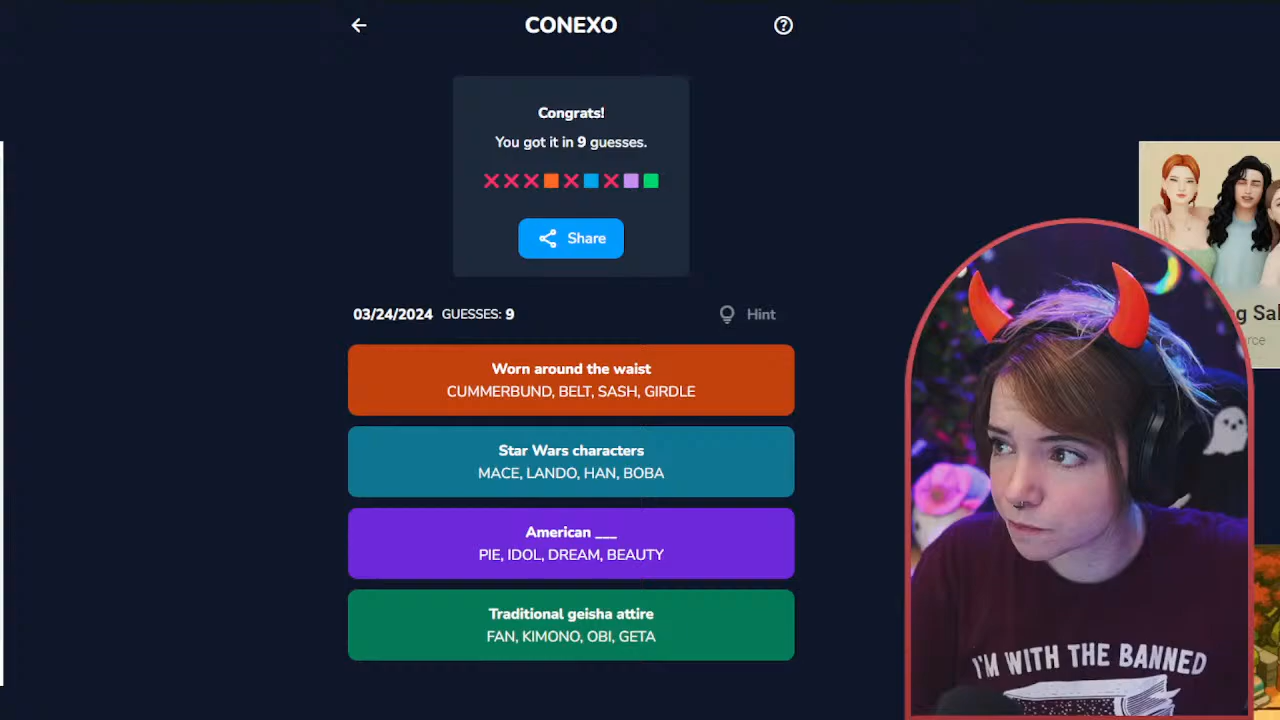 CONEXO
Congrats!
You got it in 9 guesses.
Share
03/24/2024 GUESSES: 9
Hint
Worn around the waist
CUMMERBUND, BELT, SASH, GIRDLE
Star Wars characters
MACE, LANDO, HAN, BOBA
American ___
PIE, IDOL, DREAM, BEAUTY
Traditional geisha attire
FAN, KIMONO, OBI, GETA
I'M WITH THE BANNED